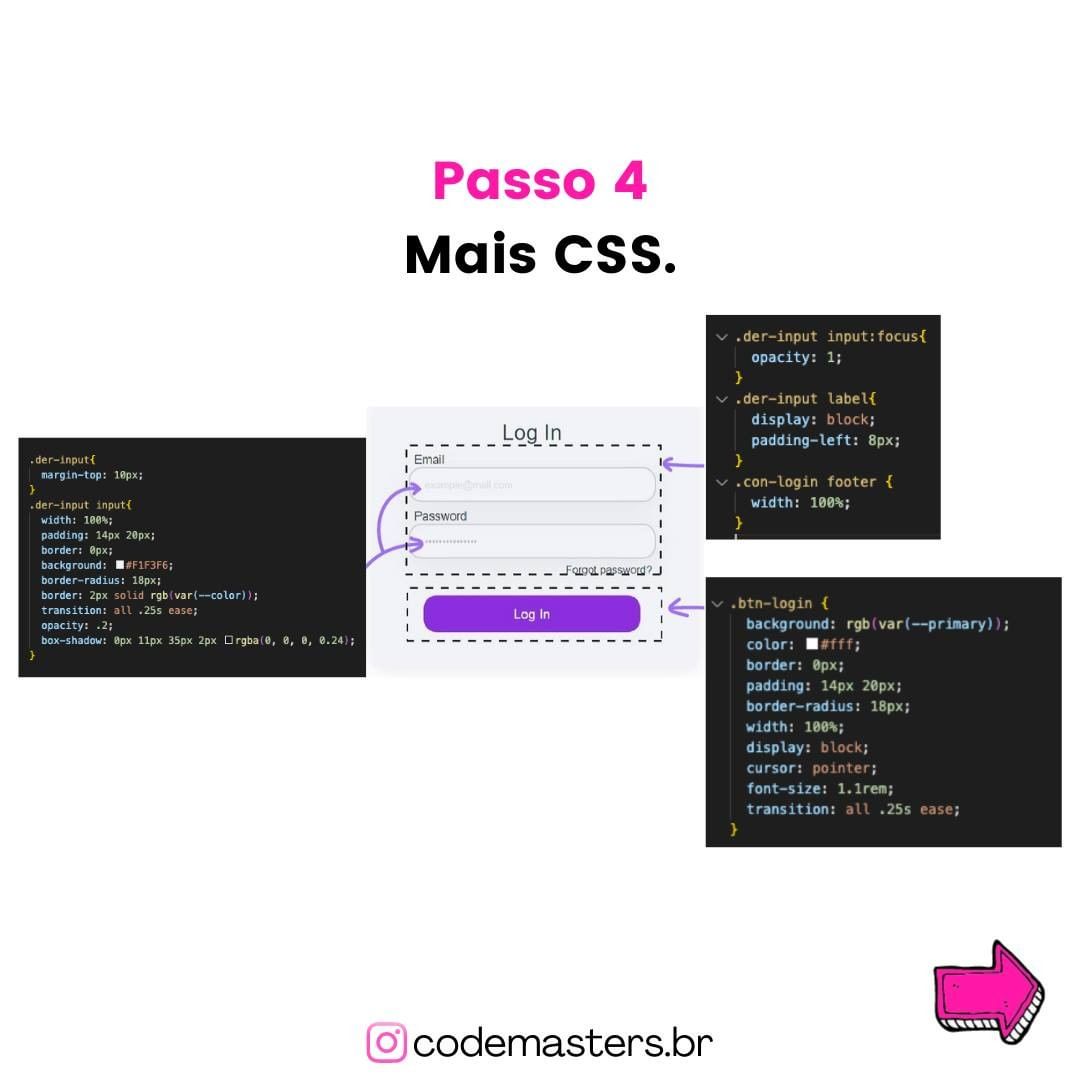 Passo 4
Mais CSS.
.der-input{
margin-top: 10px;
}
.der-input input{
width: 100%;
padding: 14px 20px;
border: 0px;
background: #F1F3F6;
border-radius: 18px;
border: 2px solid rgb(var(--color));
transition: all .25s ease;
opacity: .2;
box-shadow: 0px 11px 35px 2px rgba(0, 0, 0, 0.24);
}
Log In
Email
example@mail.com
Password
Forgot password?
Log In
.der-input input:focus{
opacity: 1;
}
.der-input label{
display: block;
padding-left: 8px;
}
.con-login footer {
width: 100%;
}
.btn-login {
background: rgb(var(--primary));
color: #fff;
border: 0px;
padding: 14px 20px;
border-radius: 18px;
width: 100%;
display: block;
cursor: pointer;
font-size: 1.1rem;
transition: all .25s ease;
}
codemasters.br